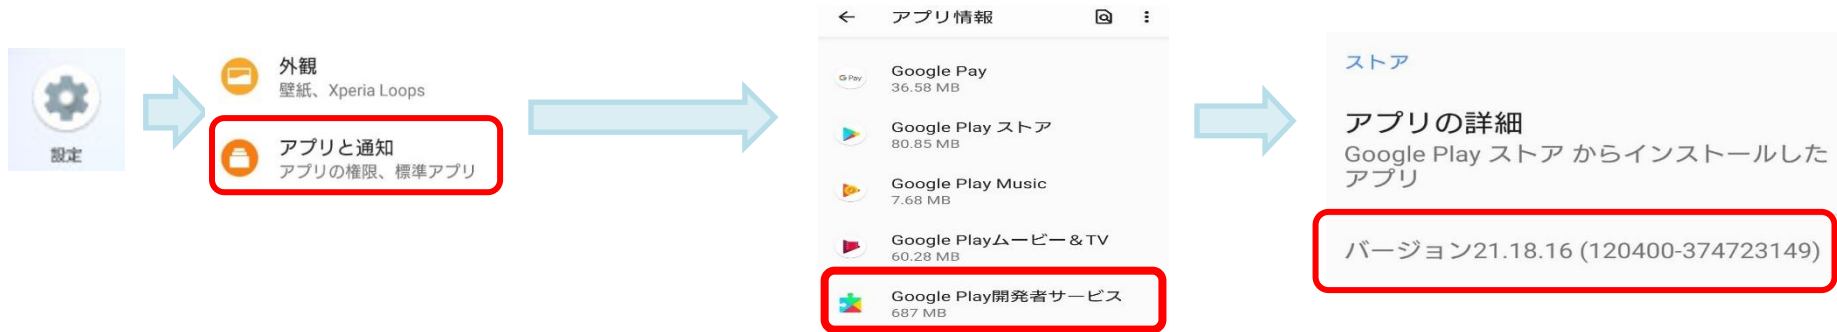 設定
外観
壁紙、Xperia Loops
アプリと通知
アプリの権限、標準アプリ
アプリ情報
G Pay
Google Pay
36.58 MB
Google Play ストア
80.85 MB
Google Play Music
7.68 MB
Google Playムービー＆TV
60.28 MB
Google Play開発者サービス
687 MB
ストア
アプリの詳細
Google Play ストア からインストールした
アプリ
バージョン21.18.16 (120400-374723149)